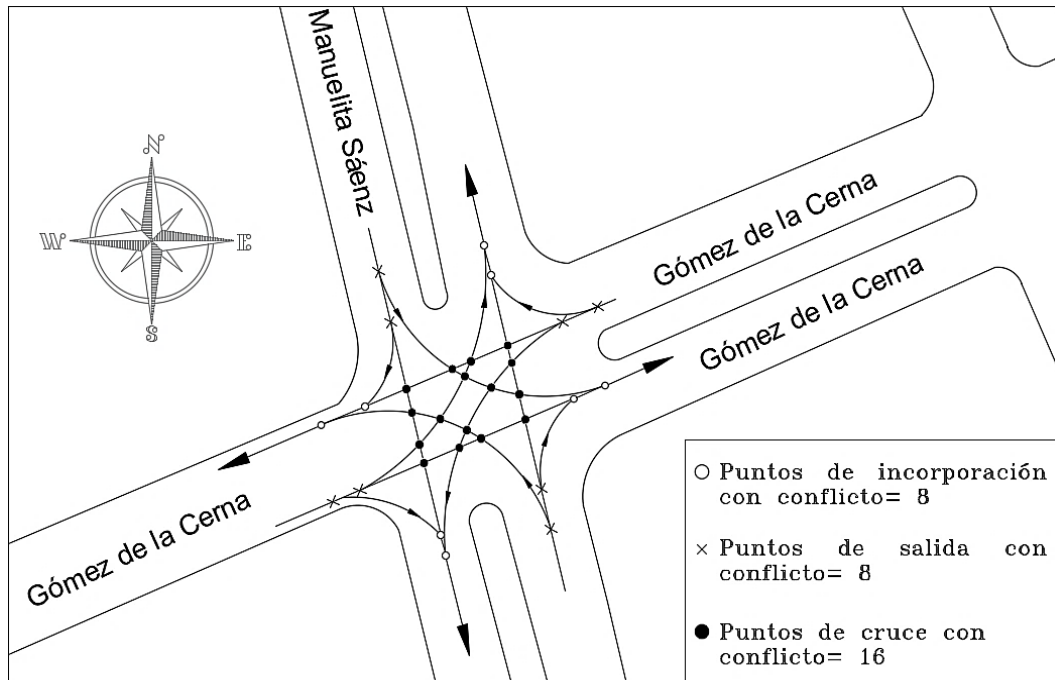 Manuelita Sáenz
N
W
E
S
Gómez de la Cerna
Gómez de la Cerna
Gómez de la Cerna
Puntos de incorporación
con conflicto= 8
Puntos de salida con
conflicto= 8
Puntos de cruce con
conflicto= 16